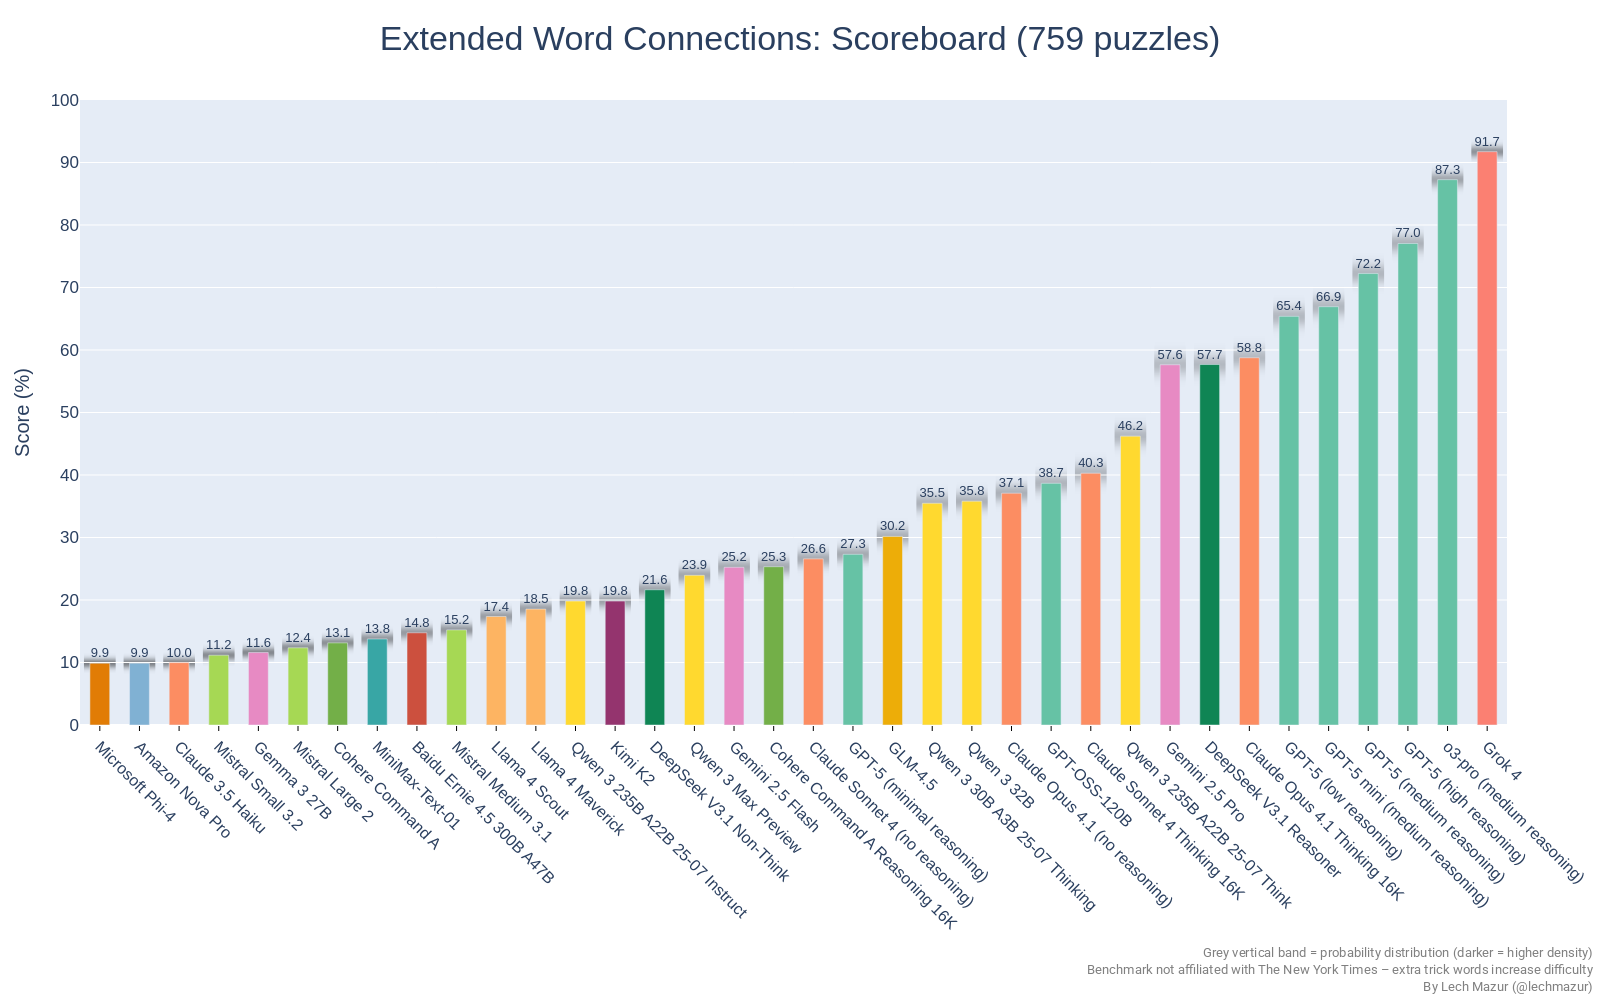 Extended Word Connections: Scoreboard (759 puzzles)
Score (%)
100
90
80
70
60
50
40
30
20
10
0
9.9
9.9
10.0
11.2
11.6
12.4
13.1
13.8
14.8
15.2
17.4
18.5
19.8
19.8
21.6
23.9
25.2
25.3
26.6
27.3
30.2
35.5
35.8
37.1
38.7
40.3
46.2
57.6
57.7
58.8
65.4
66.9
72.2
77.0
87.3
91.7
Microsoft Phi-4
Amazon Nova Pro
Claude 3.5 Haiku
Mistral Small 3.2
Gemma 3 27B
Mistral Large 2
Cohere Command A
MiniMax-Text-01
Baidu Ernie 4.5 300B A47B
Mistral Medium 3.1
Llama 4 Scout
Llama 4 Maverick
Qwen 3 235B A22B 25-07 Instruct
Kimi K2
DeepSeek V3.1 Non-Think
Qwen 3 Max Preview
Gemini 2.5 Flash
Cohere Command A Reasoning 16K
Claude Sonnet 4 (no reasoning)
GPT-5 (minimal reasoning)
GLM-4.5
Qwen 3 30B A3B 25-07 Thinking
Qwen 3 32B
Claude Opus 4.1 (no reasoning)
GPT-OSS-120B
Claude Sonnet 4 Thinking 16K
Qwen 3 235B A22B 25-07 Think
Gemini 2.5 Pro
DeepSeek V3.1 Reasoner
Claude Opus 4.1 Thinking 16K
GPT-5 (low reasoning)
GPT-5 mini (medium reasoning)
GPT-5 (medium reasoning)
GPT-5 (high reasoning)
o3-pro (medium reasoning)
Grok 4
Grey vertical band = probability distribution (darker = higher density)
Benchmark not affiliated with The New York Times – extra trick words increase difficulty
By Lech Mazur (@lechmazur)